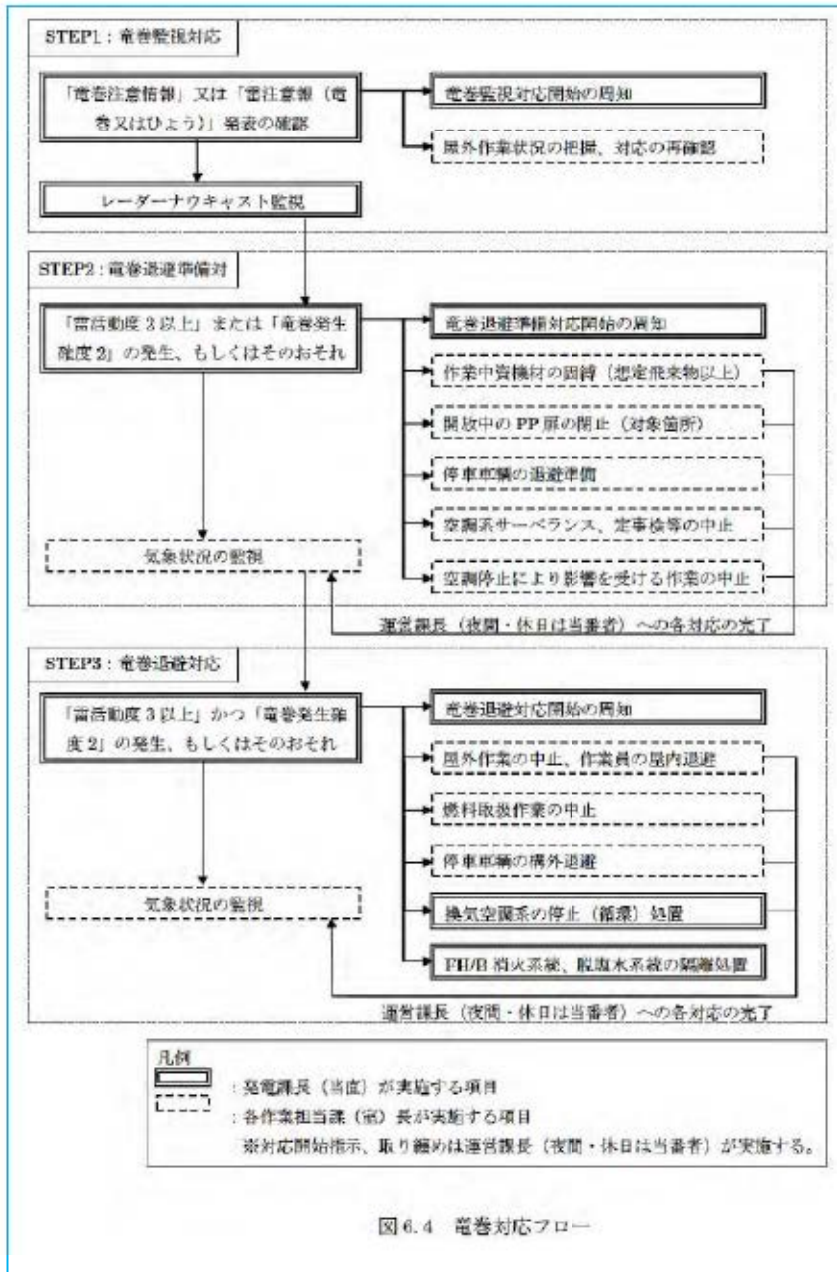 STEP1：竜巻監視対応
「竜巻注意情報」又は「雷注意報（竜
巻又はひょう）」発表の確認
竜巻監視対応開始の周知
屋外作業状況の把握、対応の再確認
レーダーナウキャスト監視
STEP2：竜巻退避準備対
「雷活動度2以上」または「竜巻発生
確度2」の発生、もしくはそのおそれ
竜巻退避準備対応開始の周知
作業中資機材の固縛（想定飛来物以上）
開放中のPP扉の閉止（対象箇所）
停車車輌の退避準備
空調系サーベランス、定事検等の中止
気象状況の監視
空調停止により影響を受ける作業の中止
運営課長（夜間・休日は当番者）への各対応の完了
STEP3：竜巻退避対応
「雷活動度3以上」かつ「竜巻発生確
度2」の発生、もしくはそのおそれ
竜巻退避対応開始の周知
屋外作業の中止、作業員の屋内退避
燃料取扱作業の中止
停車車輌の構外退避
気象状況の監視
換気空調系の停止（循環）処置
FH/B消火系統、脱塩水系統の隔離処置
運営課長（夜間・休日は当番者）への各対応の完了
凡例
：発電課長（当直）が実施する項目
：各作業担当課（室）長が実施する項目
※対応開始指示、取り纏めは運営課長（夜間・休日は当番者）が実施する。
図6.4 竜巻対応フロー